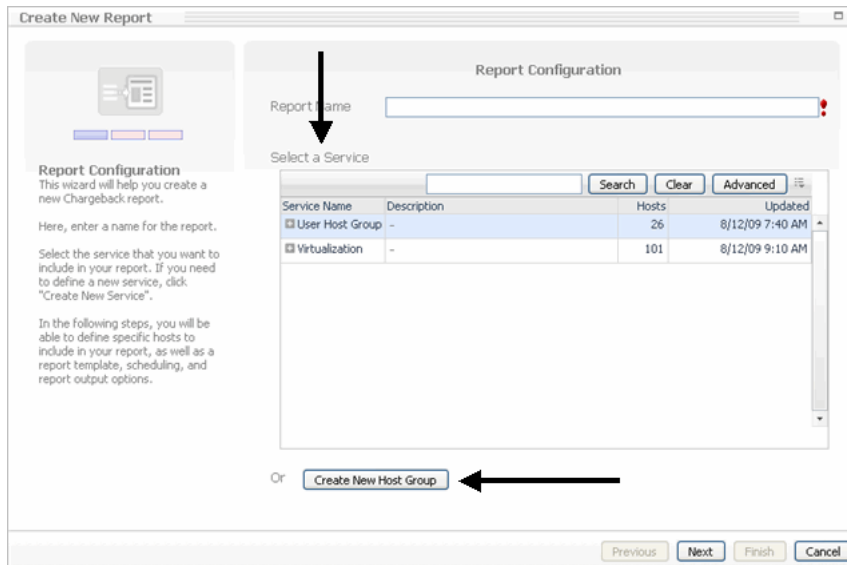 Create New Report
Report Configuration
This wizard will help you create a
new Chargeback report.
Here, enter a name for the report.
Select the service that you want to
include in your report. If you need
to define a new service, click
"Create New Service".
In the following steps, you will be
able to define specific hosts to
include in your report, as well as a
report template, scheduling, and
report output options.
Report Configuration
Report Name
Select a Service
Search Clear Advanced
Service Name Description Hosts Updated
User Host Group - 26 8/12/09 7:40 AM
Virtualization - 101 8/12/09 9:10 AM
Or Create New Host Group
Previous Next Finish Cancel